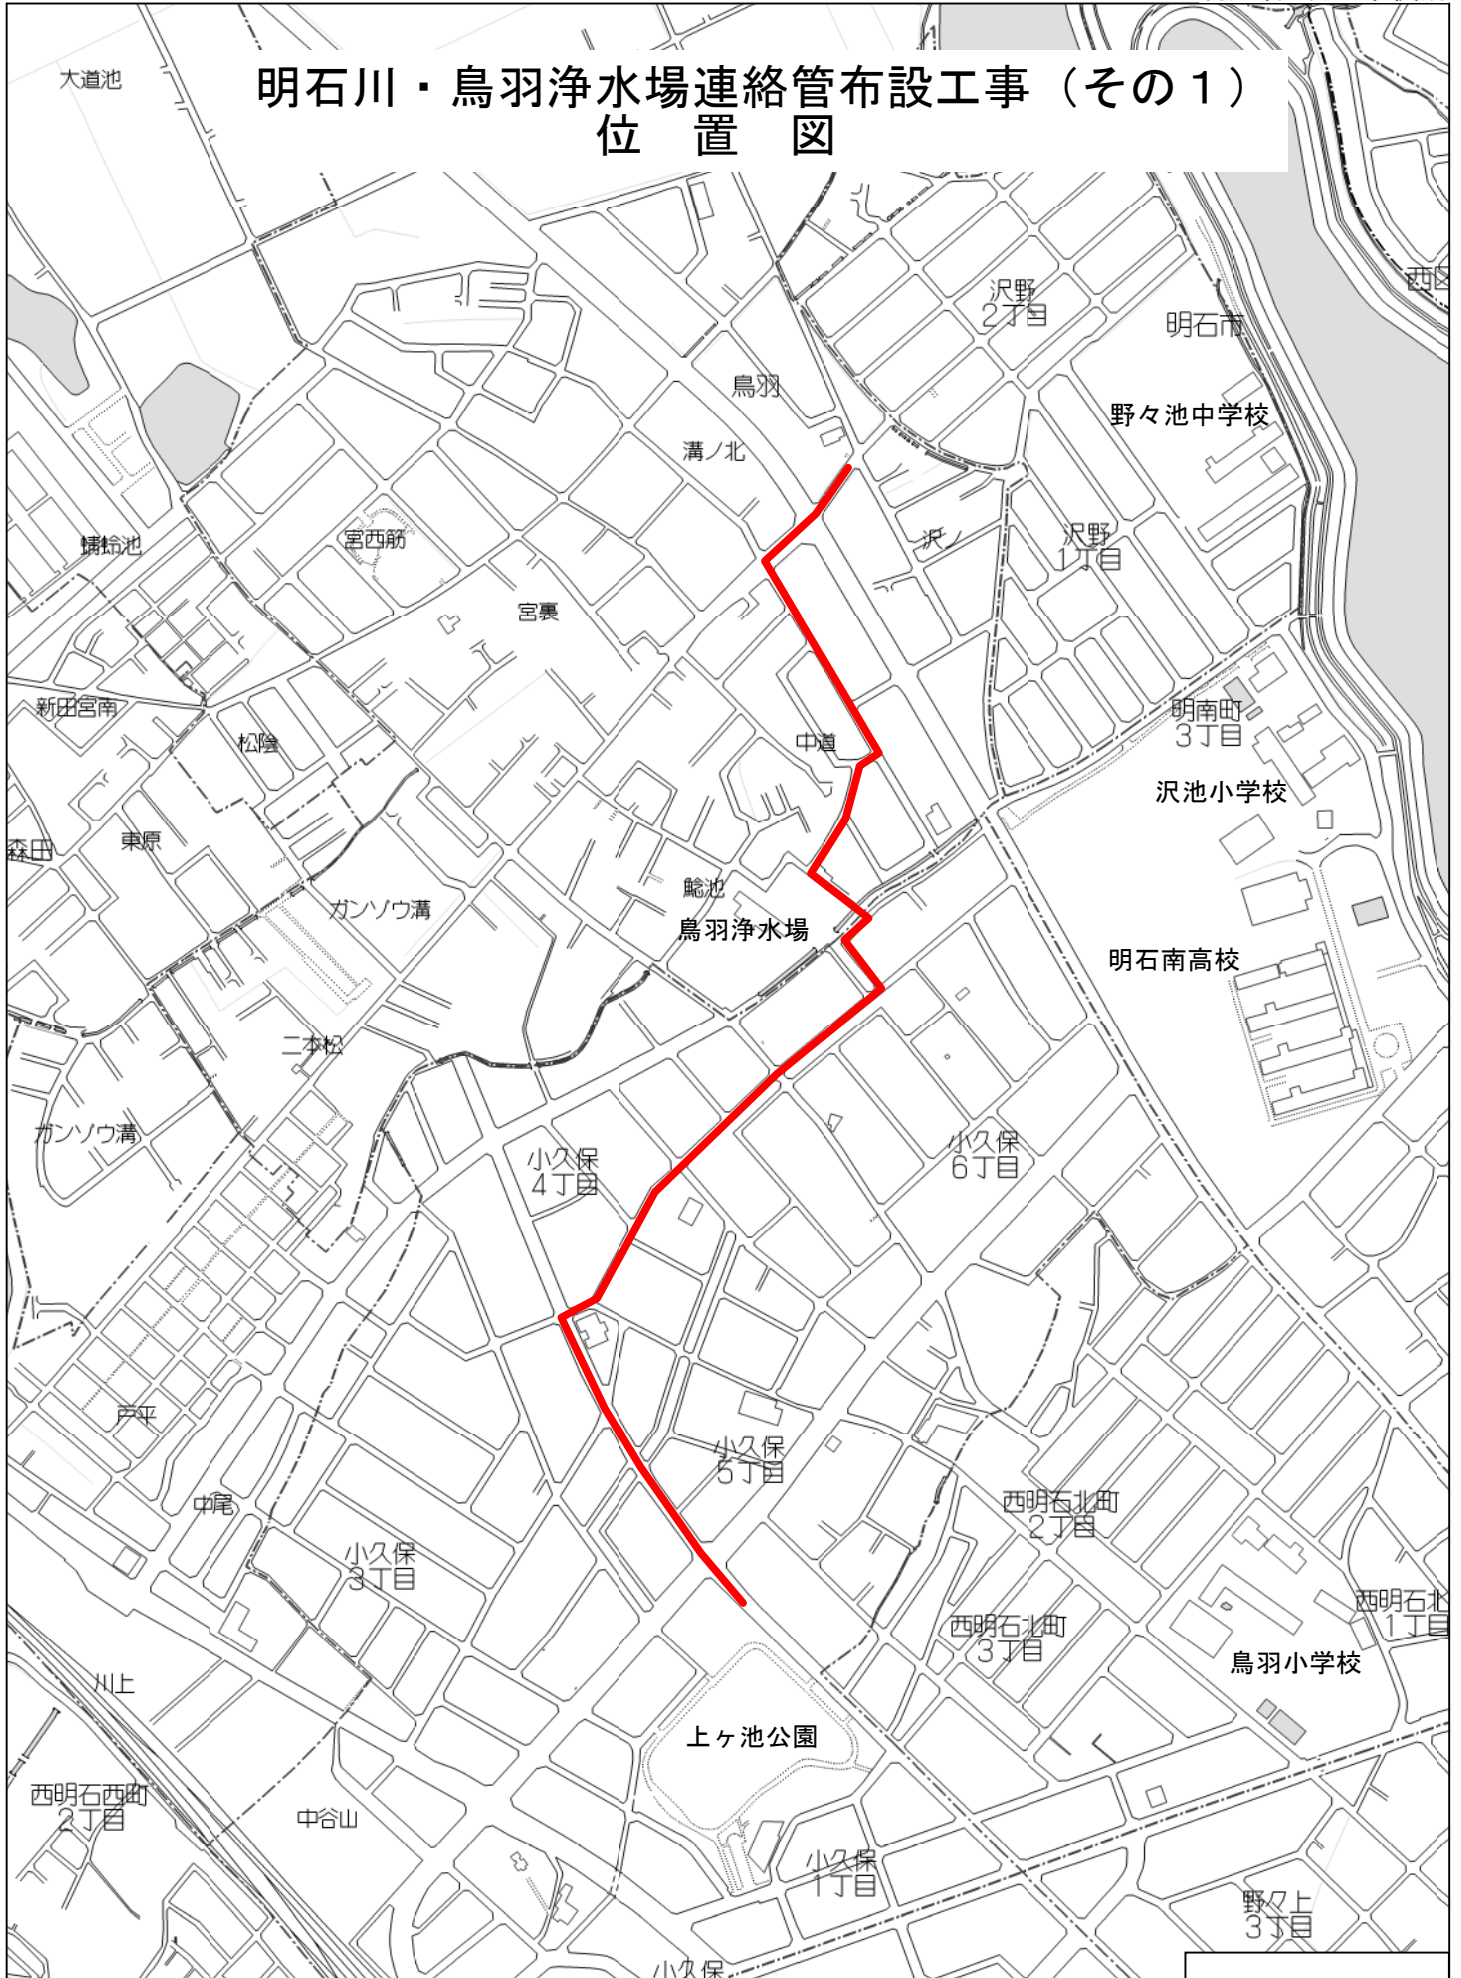 明石川・鳥羽浄水場連絡管布設工事（その１）
位　置　図
大道池
西区
沢野
2丁目
明石市
鳥羽
野々池中学校
溝ノ北
蜻蛉池
宮西筋
沢ノ
沢野
1丁目
宮裏
新田宮南
松陰
中道
明南町
3丁目
沢池小学校
森田
東原
鯰池
ガンゾウ溝
鳥羽浄水場
明石南高校
二本松
ガンゾウ溝
小久保
4丁目
小久保
6丁目
戸平
小久保
5丁目
中尾
西明石北町
2丁目
小久保
3丁目
西明石北
1丁目
西明石北町
3丁目
鳥羽小学校
川上
上ヶ池公園
西明石西町
2丁目
中谷山
小久保
1丁目
野々上
3丁目
小久保